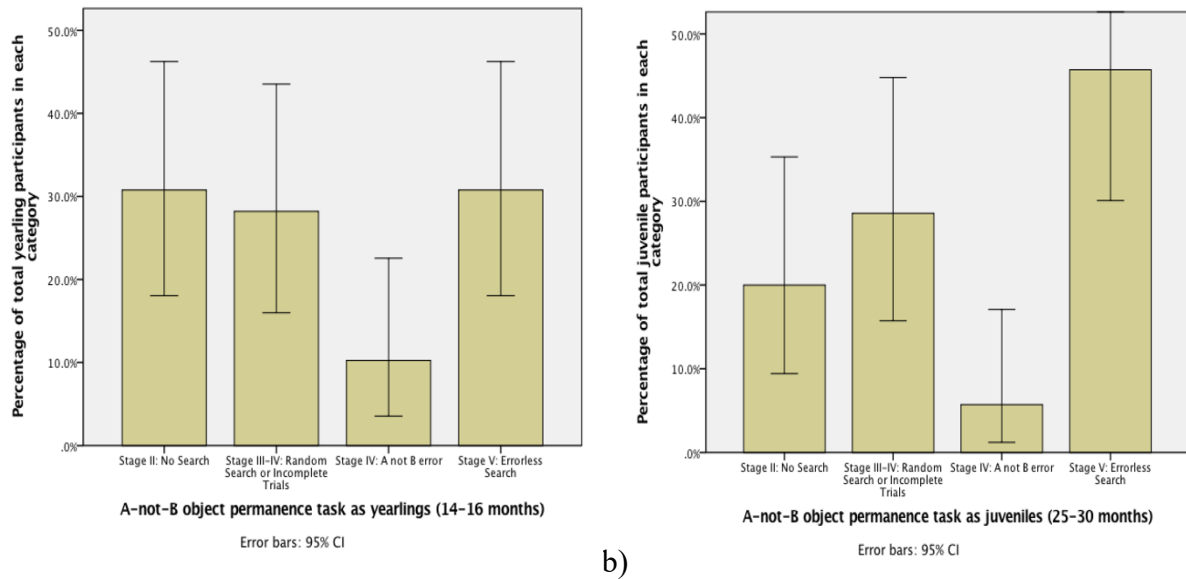 Percentage of total yearling participants in each
category
50.0%
40.0%
30.0%
20.0%
10.0%
.0%
Stage II: No Search
Stage III-IV: Random
Search or Incomplete
Trials
Stage IV: A not B error
Stage V: Errorless
Search
A-not-B object permanence task as yearlings (14-16 months)
Error bars: 95% CI
b)
Percentage of total juvenile participants in each
category
50.0%
40.0%
30.0%
20.0%
10.0%
.0%
Stage II: No Search
Stage III-IV: Random
Search or Incomplete
Trials
Stage IV: A not B error
Stage V: Errorless
Search
A-not-B object permanence task as juveniles (25-30 months)
Error bars: 95% CI